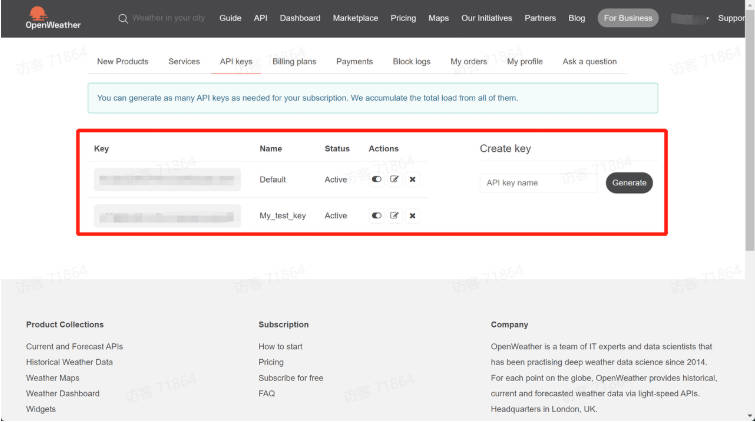 OpenWeather
Weather in your city
Guide API Dashboard Marketplace Pricing Maps Our Initiatives Partners Blog For Business Suppor
New Products Services API keys Billing plans Payments Block logs My orders My profile Ask a question
You can generate as many API keys as needed for your subscription. We accumulate the total load from all of them.
Key Name Status Actions Create key
Default Active API key name Generate
My_test_key Active
访客 71864
Product Collections
Current and Forecast APIs
Historical Weather Data
Weather Maps
Weather Dashboard
Widgets
Subscription
How to start
Pricing
Subscribe for free
FAQ
Company
OpenWeather is a team of IT experts and data scientists that
has been practising deep weather data science since 2014.
For each point on the globe, OpenWeather provides historical,
current and forecasted weather data via light-speed APIs.
Headquarters in London, UK.